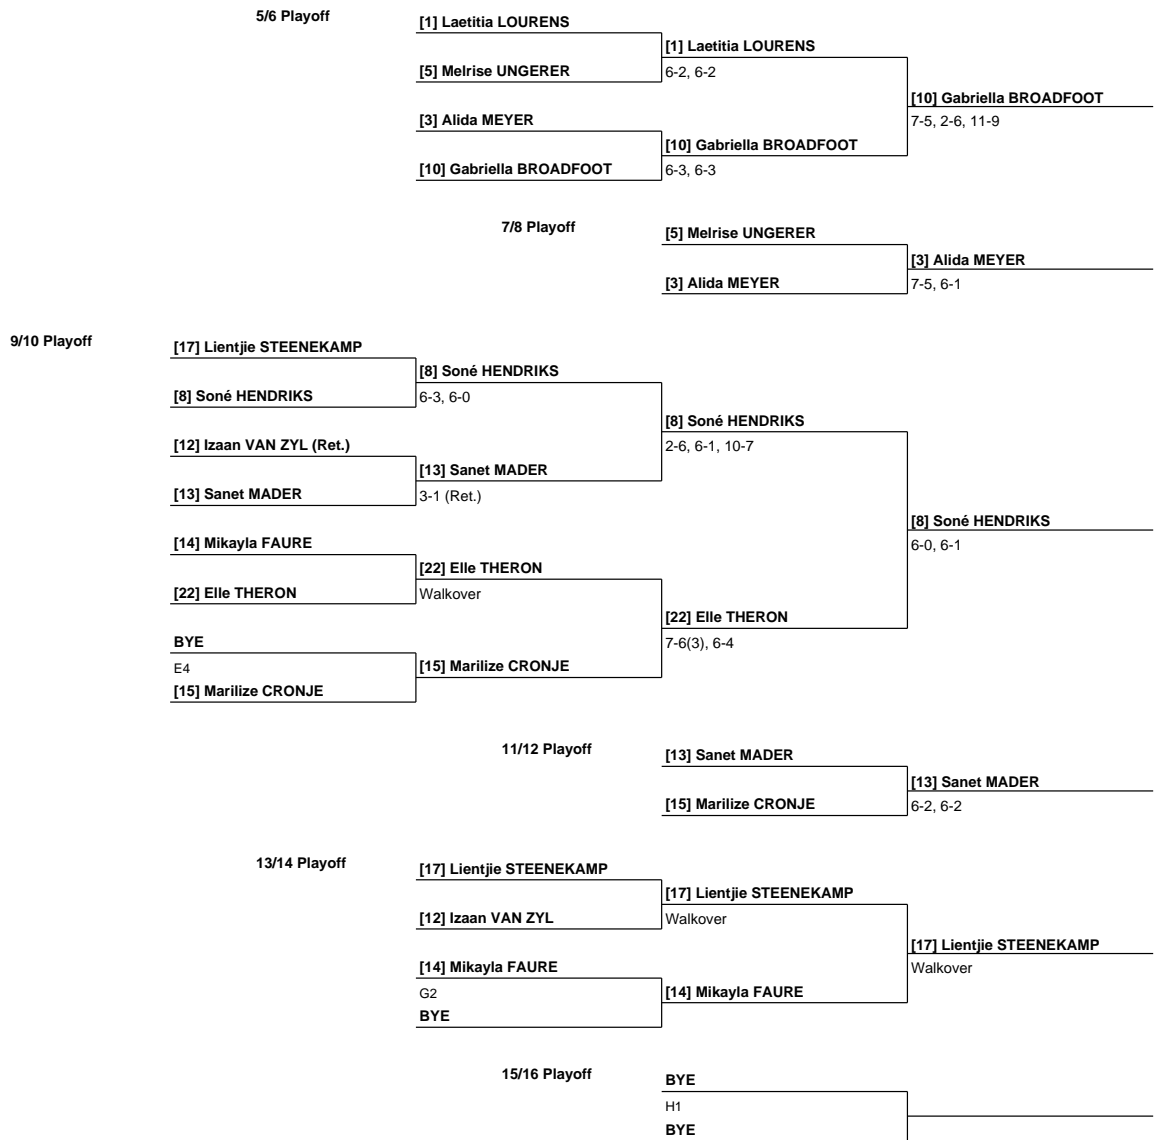 5/6 Playoff
[1] Laetitia LOURENS
[1] Laetitia LOURENS
[5] Melrise UNGERER
6-2, 6-2
[10] Gabriella BROADFOOT
[3] Alida MEYER
7-5, 2-6, 11-9
[10] Gabriella BROADFOOT
[10] Gabriella BROADFOOT
6-3, 6-3
7/8 Playoff
[5] Melrise UNGERER
[3] Alida MEYER
[3] Alida MEYER
7-5, 6-1
9/10 Playoff
[17] Lientjie STEENEKAMP
[8] Soné HENDRIKS
[8] Soné HENDRIKS
6-3, 6-0
[8] Soné HENDRIKS
[12] Izaan VAN ZYL (Ret.)
2-6, 6-1, 10-7
[13] Sanet MADER
[13] Sanet MADER
3-1 (Ret.)
[8] Soné HENDRIKS
[14] Mikayla FAURE
6-0, 6-1
[22] Elle THERON
[22] Elle THERON
Walkover
[22] Elle THERON
BYE
7-6(3), 6-4
E4
[15] Marilize CRONJE
[15] Marilize CRONJE
11/12 Playoff
[13] Sanet MADER
[13] Sanet MADER
[15] Marilize CRONJE
6-2, 6-2
13/14 Playoff
[17] Lientjie STEENEKAMP
[17] Lientjie STEENEKAMP
[12] Izaan VAN ZYL
Walkover
[17] Lientjie STEENEKAMP
[14] Mikayla FAURE
Walkover
G2
[14] Mikayla FAURE
BYE
15/16 Playoff
BYE
H1
BYE